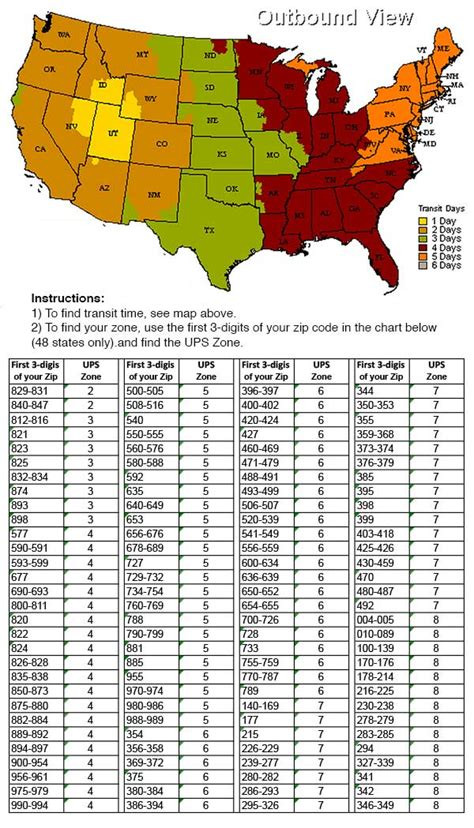 Outbound View
WA
MT
ND
MN
VT
ME
OR
ID
WY
SD
NY
NH
MA
RI
CT
NV
UT
CO
NE
IA
PA
NJ
DE
MD
CA
KS
MO
WV
VA
AZ
NM
OK
AR
TN
NC
SC
TX
LA
MS
AL
GA
FL
WI
MI
IL
IN
OH
KY
Transit Days
1 Day
2 Days
3 Days
4 Days
5 Days
6 Days
Instructions:
1) To find transit time, see map above.
2) To find your zone, use the first 3-digits of your zip code in the chart below
(48 states only).and find the UPS Zone.
First 3-digits UPS First 3-digits UPS First 3-digits UPS First 3-digits UPS
of your Zip Zone of your Zip Zone of your Zip Zone of your Zip Zone
829-831 2 500-505 5 396-397 6 344 7
840-847 2 508-516 5 400-402 6 350-353 7
812-816 3 540 5 420-424 6 355 7
821 3 550-555 5 427 6 359-368 7
823 3 560-576 5 460-469 6 373-374 7
825 3 580-588 5 471-479 6 376-379 7
832-834 3 592 5 488-491 6 385 7
874 3 635 5 493-499 6 395 7
893 3 640-649 5 506-507 6 398 7
898 3 653 5 520-539 6 399 7
577 4 656-676 5 541-549 6 403-418 7
590-591 4 678-689 5 556-559 6 425-426 7
593-599 4 727 5 600-634 6 430-459 7
677 4 729-732 5 636-639 6 470 7
690-693 4 734-754 5 650-652 6 480-487 7
800-811 4 760-769 5 654-655 6 492 7
820 4 788 5 700-726 6 004-005 8
822 4 790-799 5 728 6 010-089 8
824 4 881 5 733 6 100-139 8
826-828 4 885 5 755-759 6 170-176 8
835-838 4 955 5 770-787 6 178-214 8
850-873 4 970-974 5 789 6 216-225 8
875-880 4 980-986 5 140-169 7 230-238 8
882-884 4 988-989 5 177 7 278-279 8
889-892 4 354 6 215 7 283-285 8
894-897 4 356-358 6 226-229 7 294 8
900-954 4 369-372 6 239-277 7 327-339 8
956-961 4 375 6 280-282 7 341 8
975-979 4 380-384 6 286-293 7 342 8
990-994 4 386-394 6 295-326 7 346-349 8